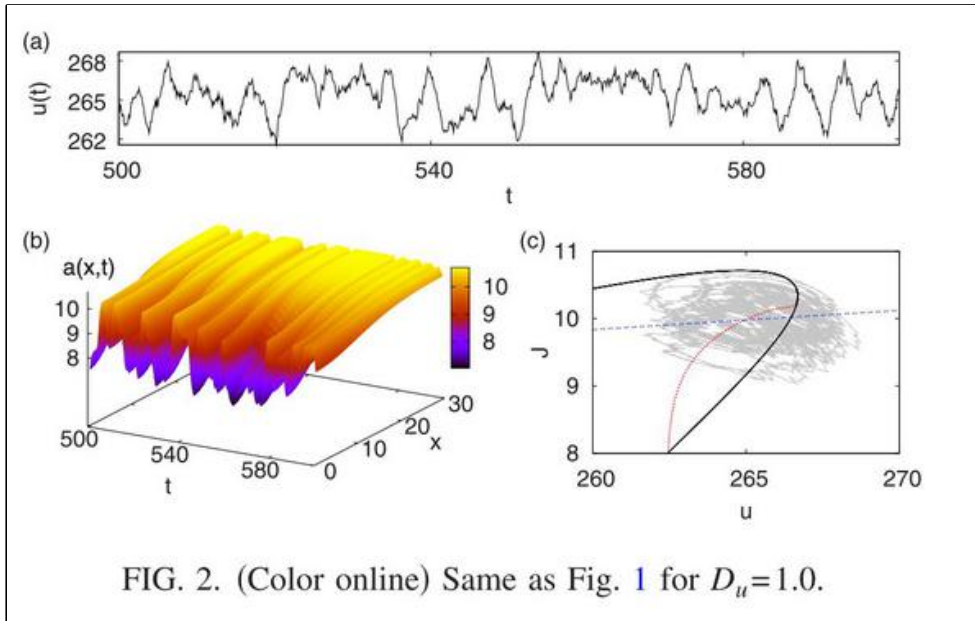 (a)
u(t)
268
265
262
500
540
580
t
(b)
a(x,t)
10
9
8
10
9
8
500
540
580
t
0
10
20
30
x
(c)
J
11
10
9
8
260
265
270
u
FIG. 2. (Color online) Same as Fig. 1 for Du=1.0.